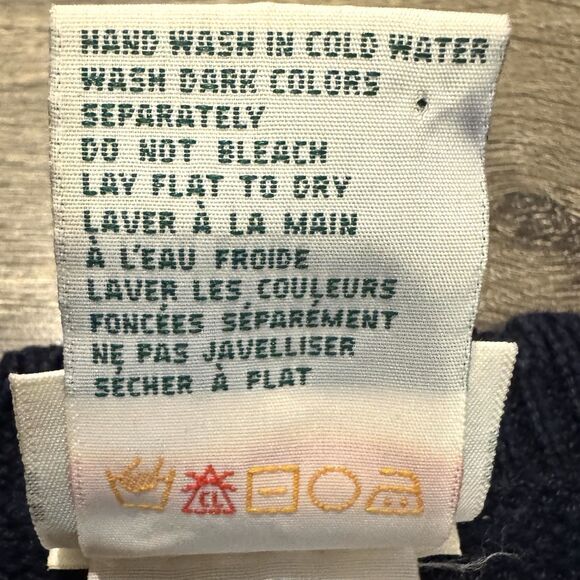 HAND WASH IN COLD WATER
WASH DARK COLORS
SEPARATELY
DO NOT BLEACH
LAY FLAT TO DRY
LAVER À LA MAIN
À L'EAU FROIDE
LAVER LES COULEURS
FONCÉES SÉPARÉMENT
NE PAS JAVELLISER
SÉCHER À PLAT
CL